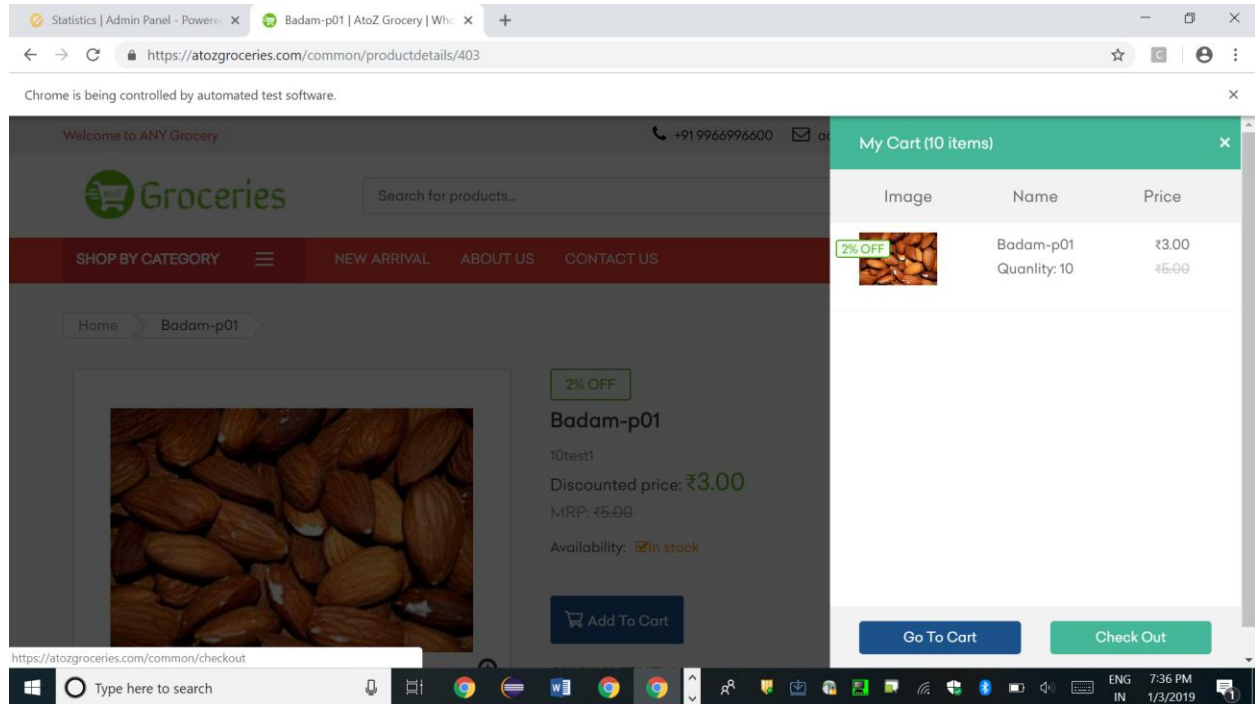 Statistics | Admin Panel - Powere
Badam-p01 | AtoZ Grocery | Who
https://atozgroceries.com/common/productdetails/403
Chrome is being controlled by automated test software.
Welcome to ANY Grocery
+91 9966996600
My Cart (10 items)
AtoZ Groceries
Search for products...
Image Name Price
SHOP BY CATEGORY NEW ARRIVAL ABOUT US CONTACT US
2% OFF
Badam-p01 ₹3.00
Quanlity: 10 ₹5.00
Home Badam-p01
2% OFF
Badam-p01
10test1
Discounted price: ₹3.00
MRP: ₹5.00
Availability: In stock
Add To Cart
Go To Cart Check Out
https://atozgroceries.com/common/checkout
Type here to search
ENG 7:36 PM
IN 1/3/2019
1